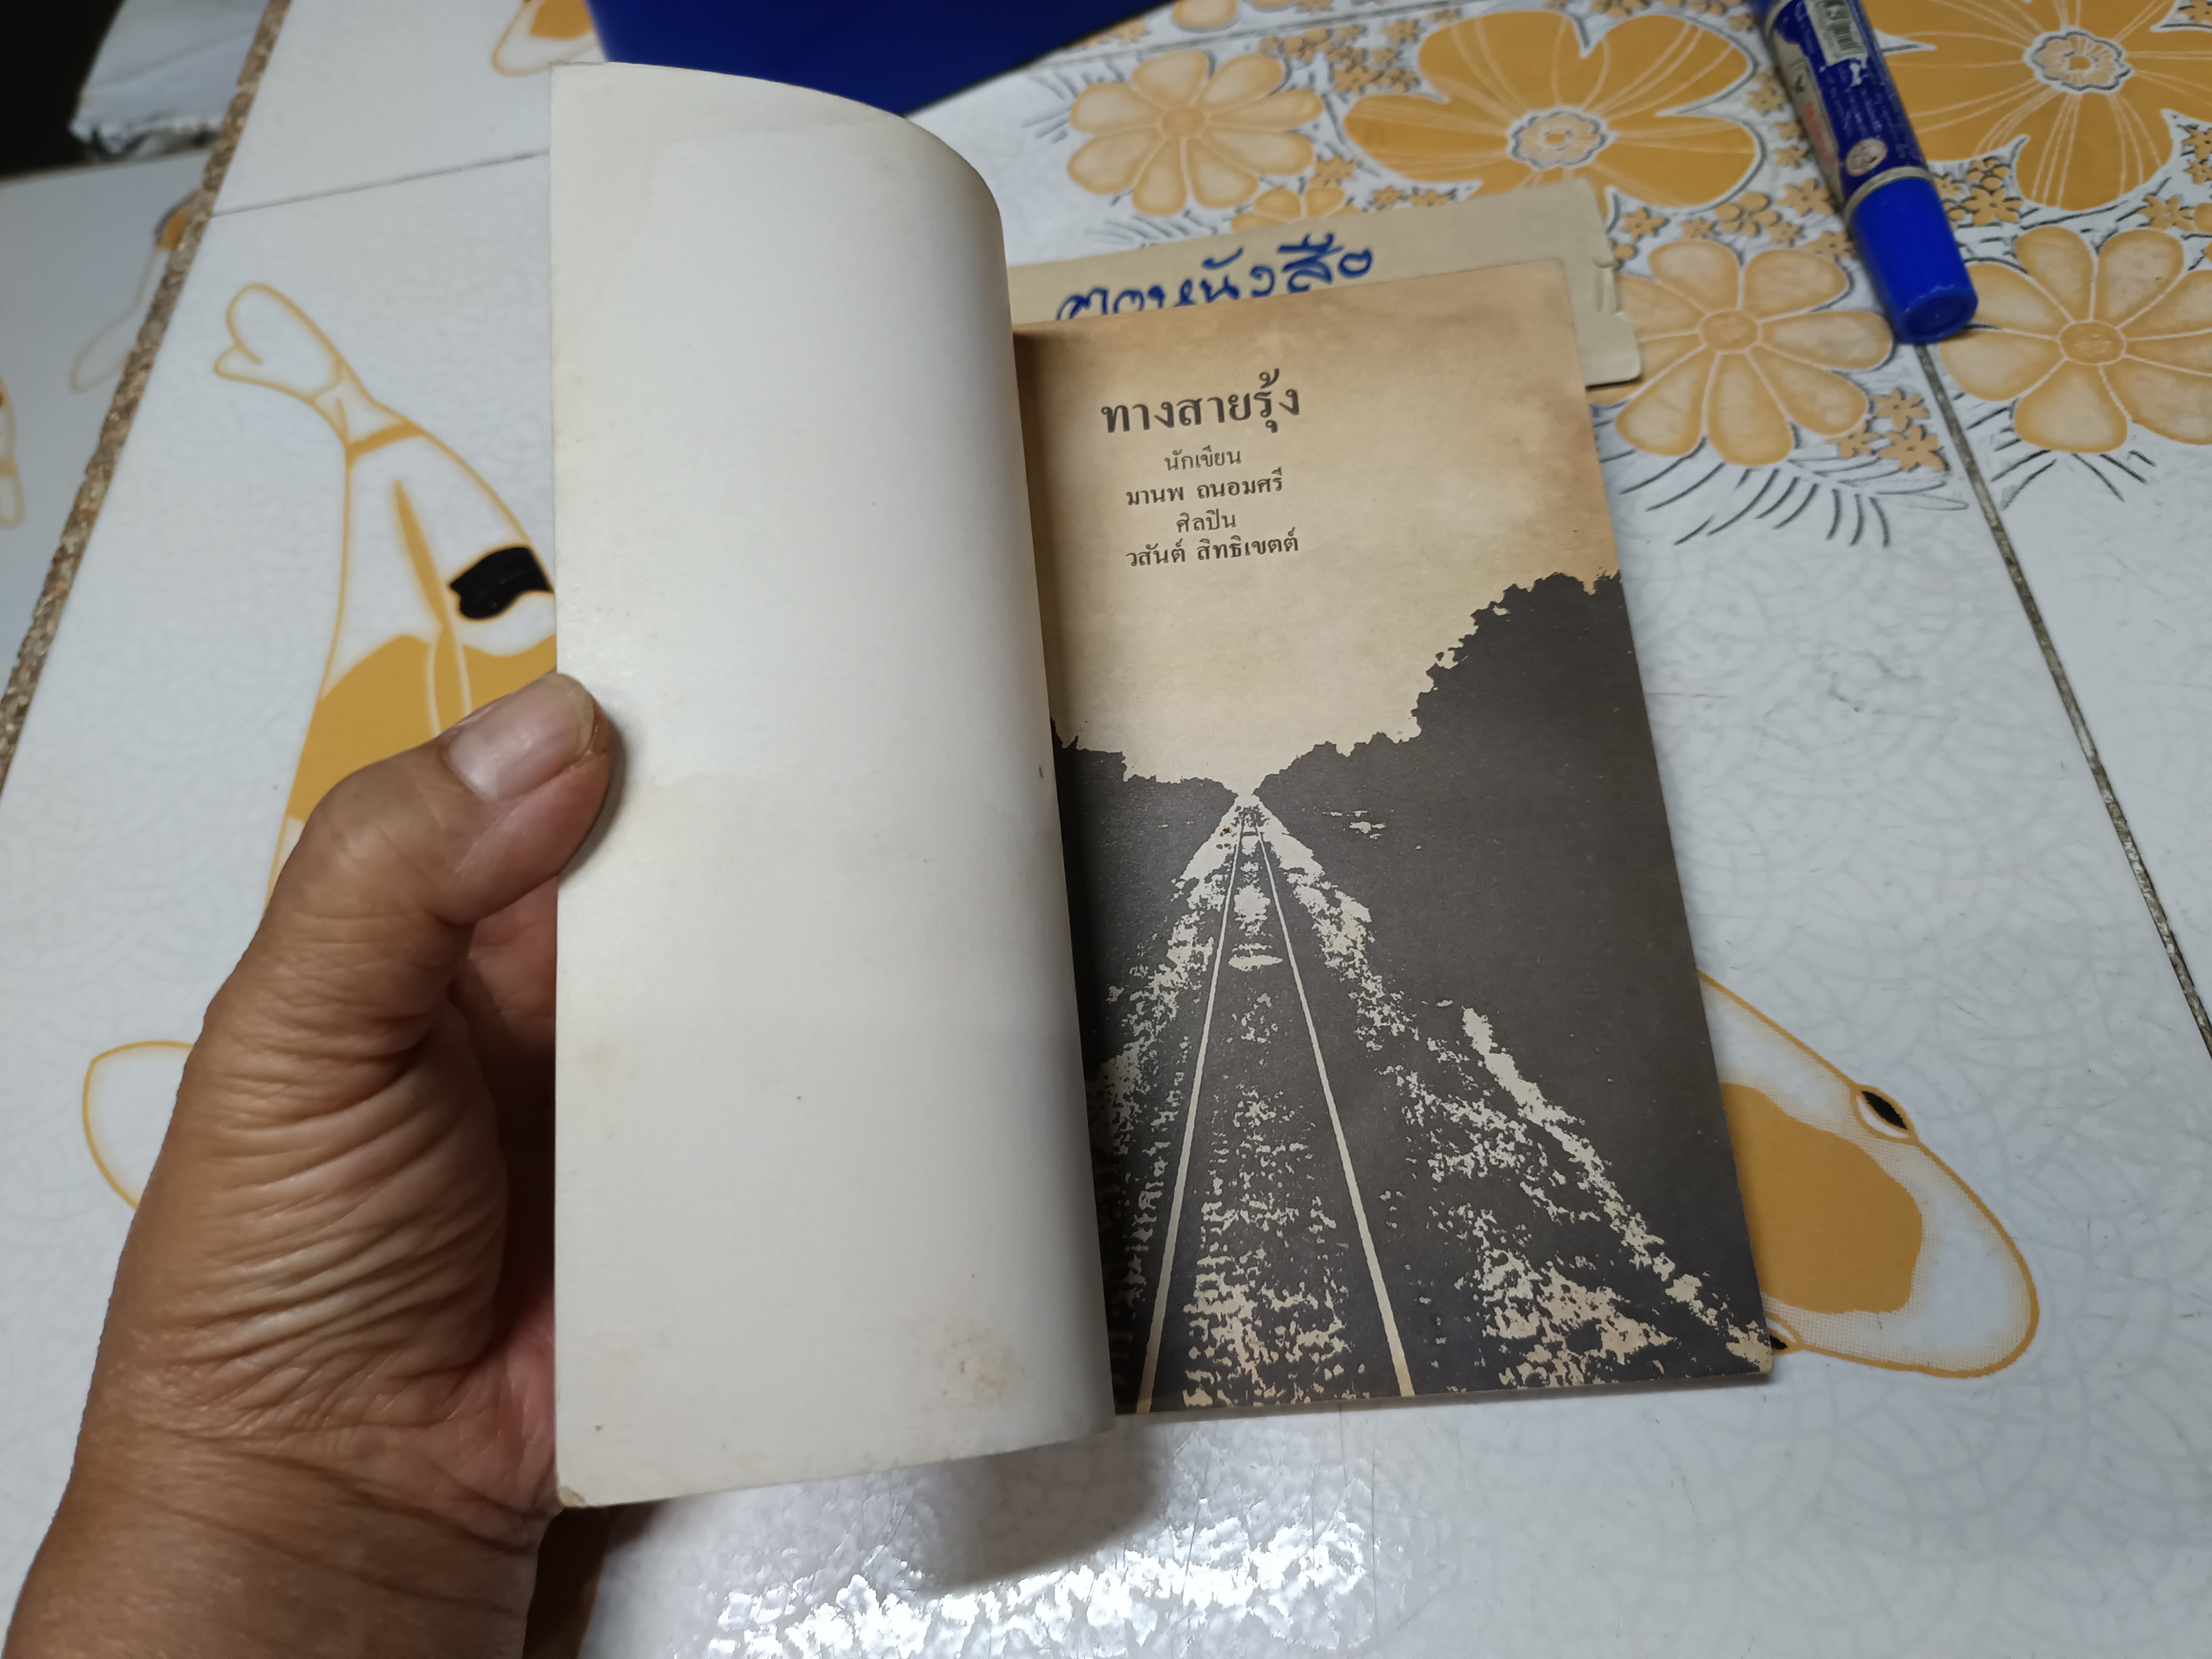 ทางสายรุ้ง
นักเขียน
มานพ ถนอมศรี
ศิลปิน
วสันต์ สิทธิเขตต์